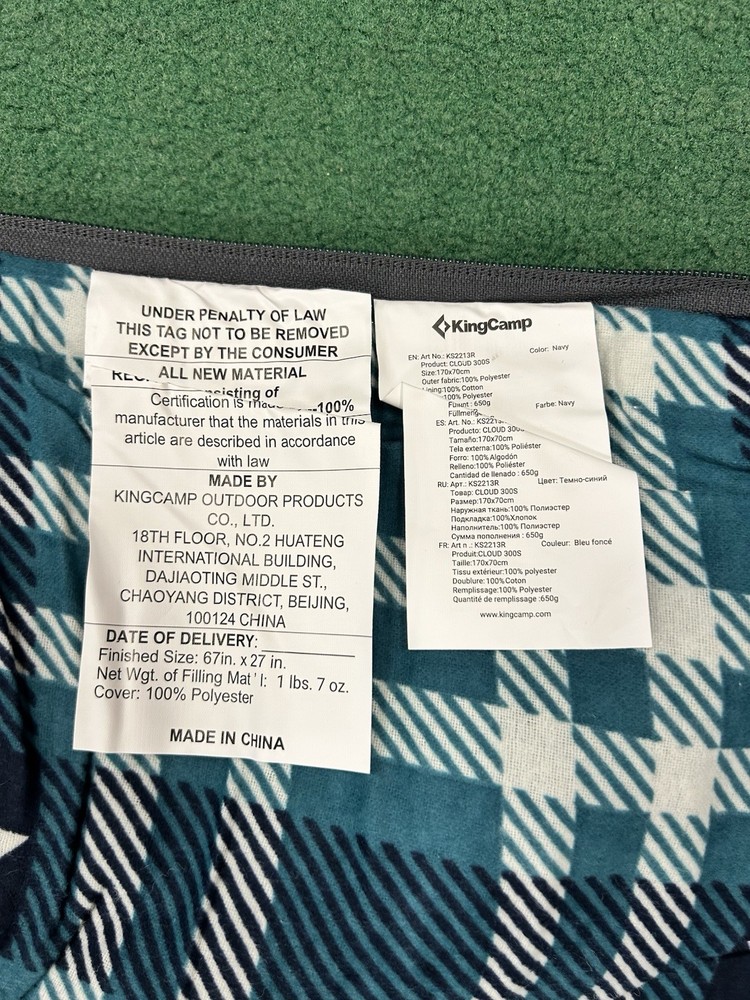 UNDER PENALTY OF LAW
THIS TAG NOT TO BE REMOVED
EXCEPT BY THE CONSUMER
ALL NEW MATERIAL
consisting of
100%
Certification is
manufacturer that the materials in this
article are described in accordance
with law
MADE BY
KINGCAMP OUTDOOR PRODUCTS
CO., LTD.
18TH FLOOR, NO.2 HUATENG
INTERNATIONAL BUILDING,
DAJIAOTING MIDDLE ST.,
CHAOYANG DISTRICT, BEIJING,
100124 CHINA
DATE OF DELIVERY:
Finished Size: 67in. x 27 in.
Net Wgt. of Filling Mat'l: 1 lbs. 7 oz.
Cover: 100% Polyester
MADE IN CHINA
KingCamp
EN: Art No.: KS2213R Color: Navy
Product: CLOUD 300S
Size:170x70cm
Outer fabric:100% Polyester
Lining:100% Cotton
100% Polyester
650g
Farbe: Navy
ES: Art. No.:
Producto: CLOUD 300S
Tamaño:170x70cm
Tela externa:100% Poliéster
Forro: 100% Algodón
Relleno:100% Poliéster
Cantidad de llenado : 650g
RU: Арт.: KS2213R Цвет: Темно-синий
Товар: CLOUD 300S
Размер:170x70cm
Наружная ткань:100% Полиэстер
Подкладка:100%Хлопок
Наполнитель:100% Полиэстер
Сумма пополнения : 650g
FR: Art n .: KS2213R Couleur: Bleu foncé
Produit:CLOUD 300S
Taille:170x70cm
Tissu extérieur:100% polyester
Doublure: 100%Coton
Remplissage:100% Polyester
Quantité de remplissage :650g
www.kingcamp.com